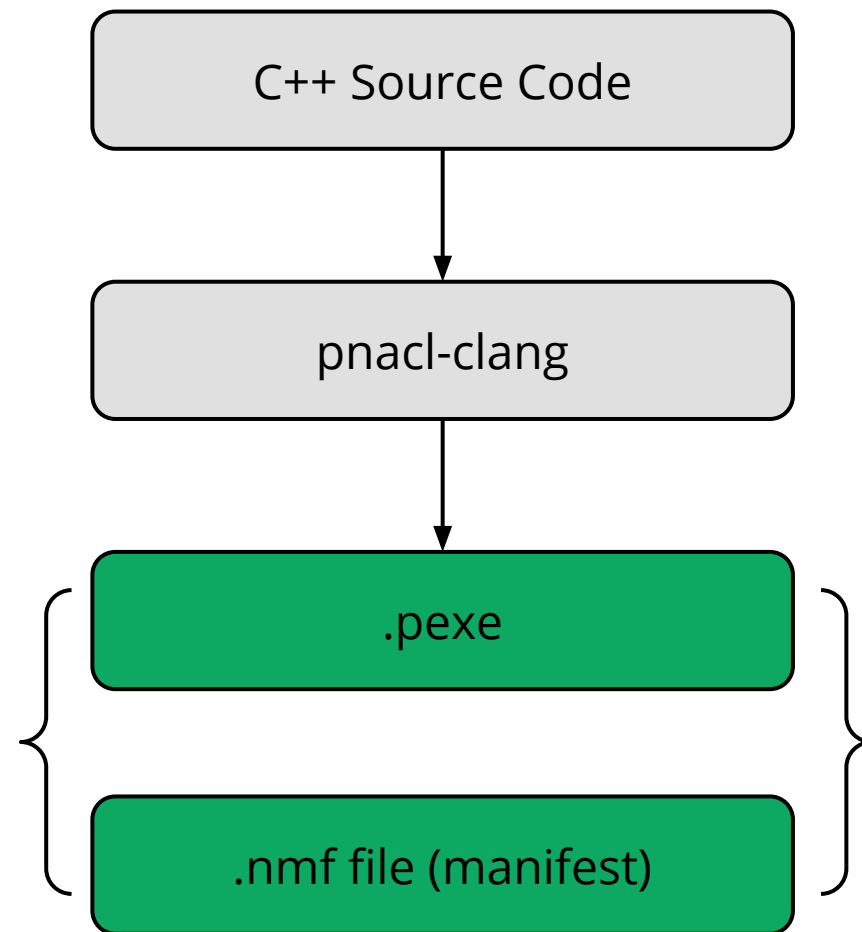 C++ Source Code
pnacl-clang
.pexe
.nmf file (manifest)